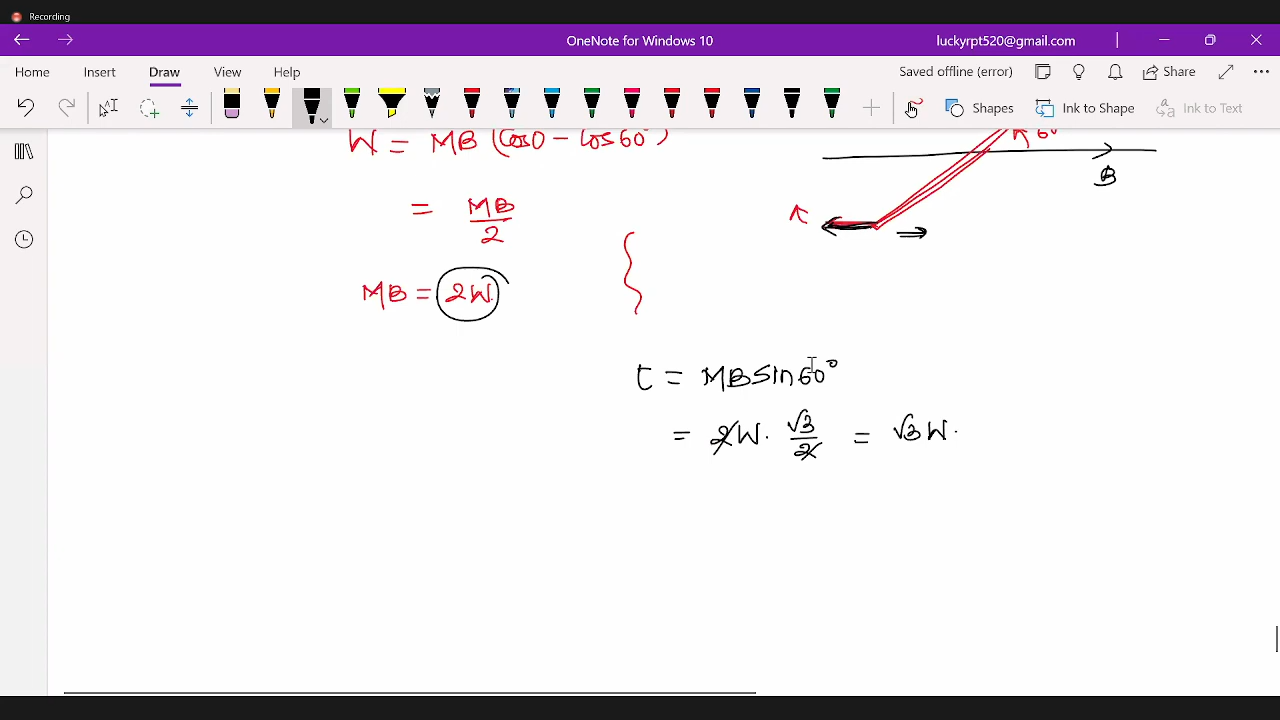 Recording
OneNote for Windows 10
luckyrpt520@gmail.com
Home Insert Draw View Help
Saved offline (error)
Share
Shapes
Ink to Shape
Ink to Text
W = MB (Cos0 - Cos60°)
= MB/2
MB = 2W
60°
B
τ = MBSin60°
= 2W. √3/2 = √3W.